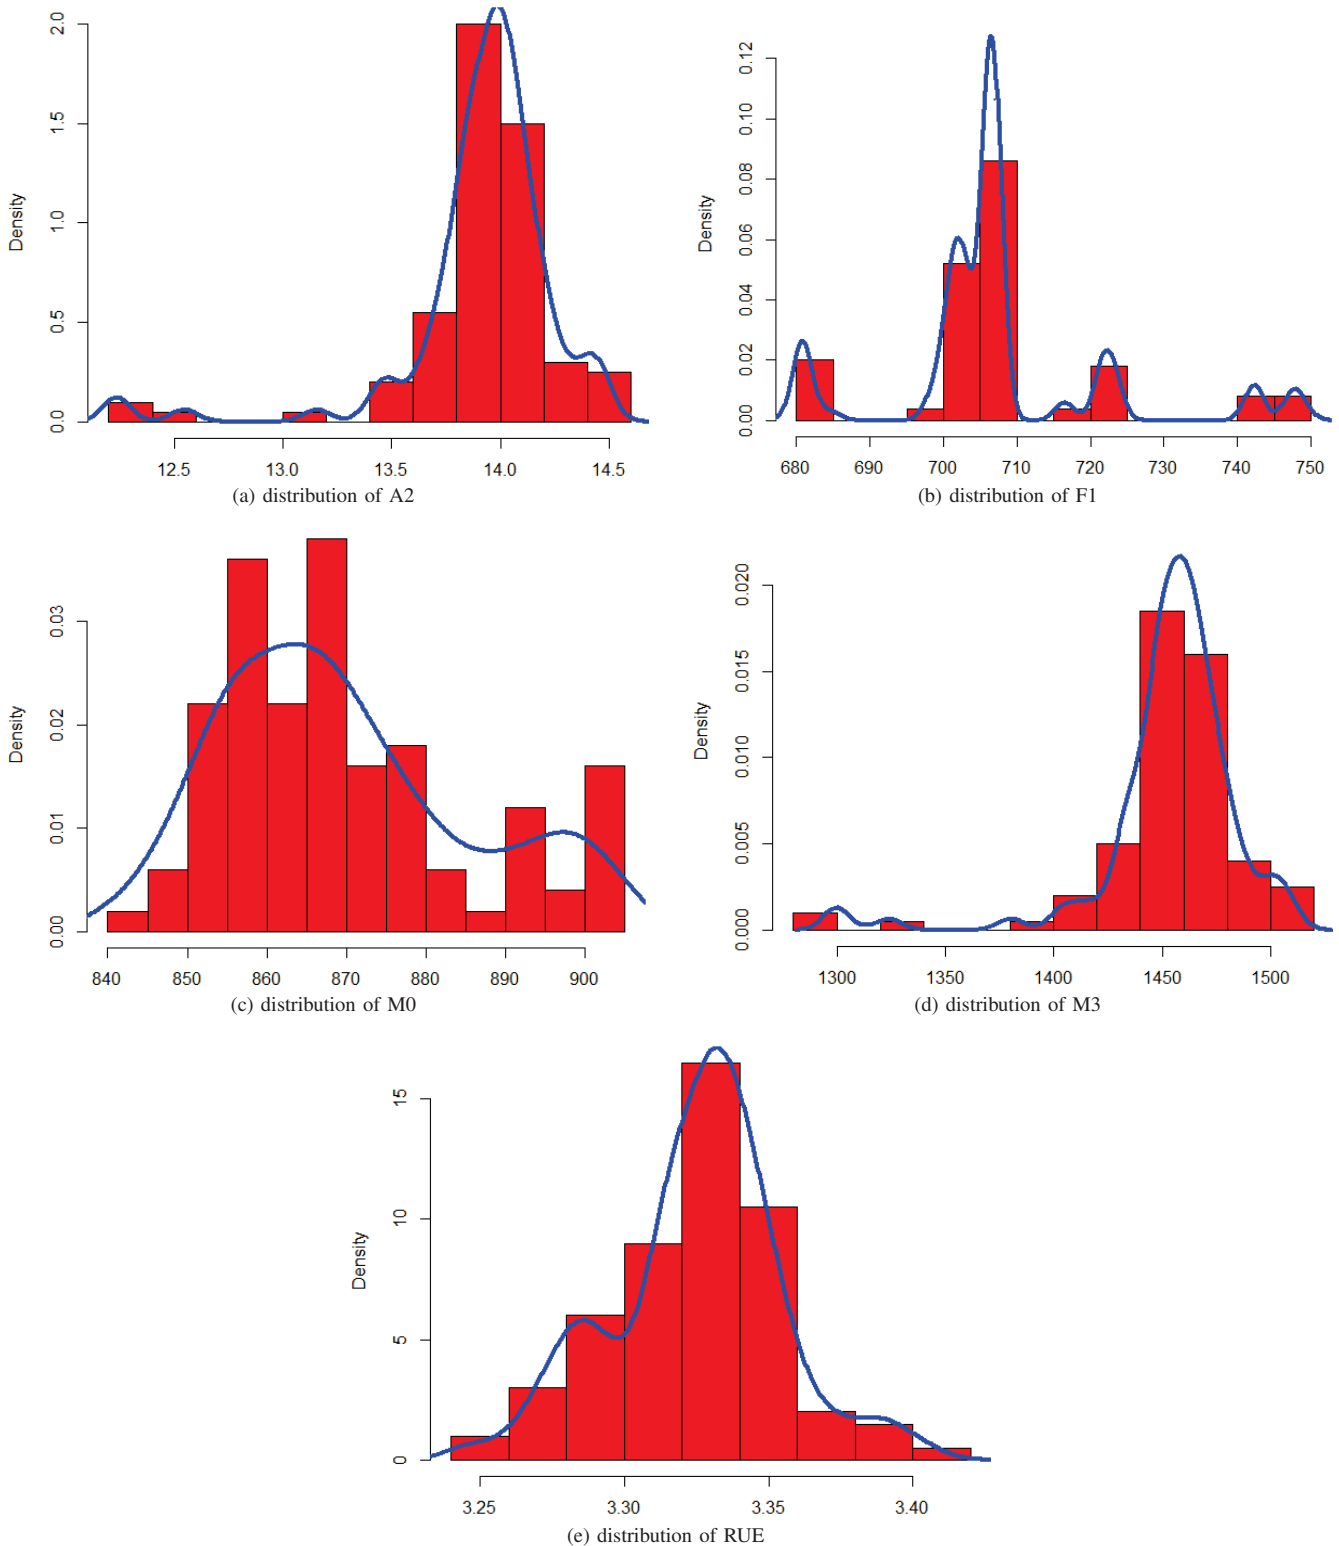 Density
0.0 0.5 1.0 1.5 2.0
12.5 13.0 13.5 14.0 14.5
(a) distribution of A2
Density
0.00 0.02 0.04 0.06 0.08 0.10 0.12
680 690 700 710 720 730 740 750
(b) distribution of F1
Density
0.00 0.01 0.02 0.03
840 850 860 870 880 890 900
(c) distribution of M0
Density
0.000 0.005 0.010 0.015 0.020
1300 1350 1400 1450 1500
(d) distribution of M3
Density
0 5 10 15
3.25 3.30 3.35 3.40
(e) distribution of RUE